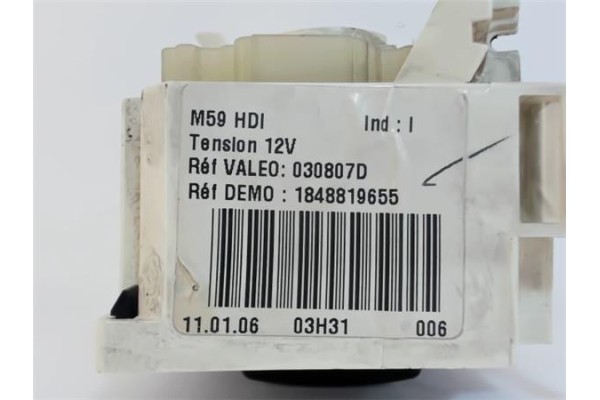 M59 HDI Ind : I
Tension 12V
Réf VALEO: 030807D
Réf DEMO : 1848819655
11.01.06 03H31 006